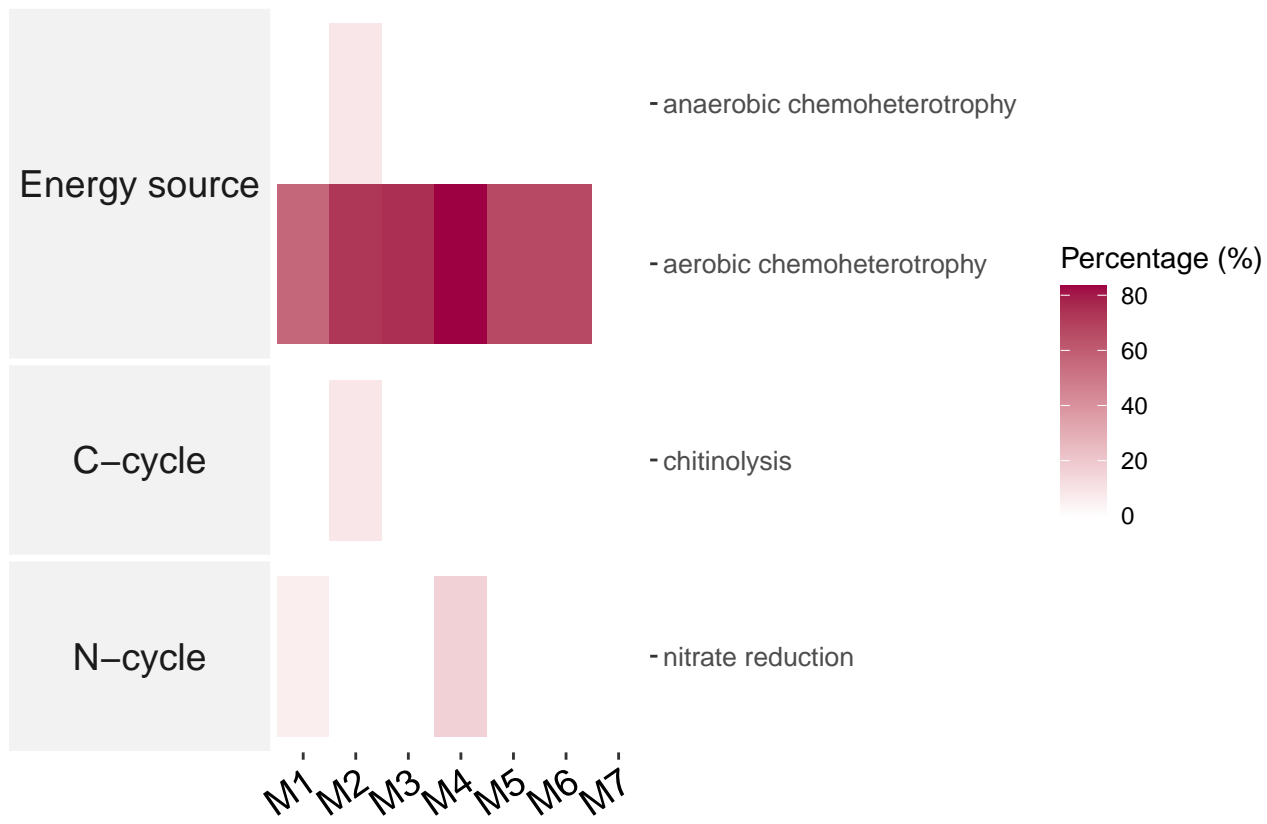 Energy source
anaerobic chemoheterotrophy
aerobic chemoheterotrophy
C−cycle
chitinolysis
N−cycle
nitrate reduction
M1 M2 M3 M4 M5 M6 M7
Percentage (%)
80
60
40
20
0